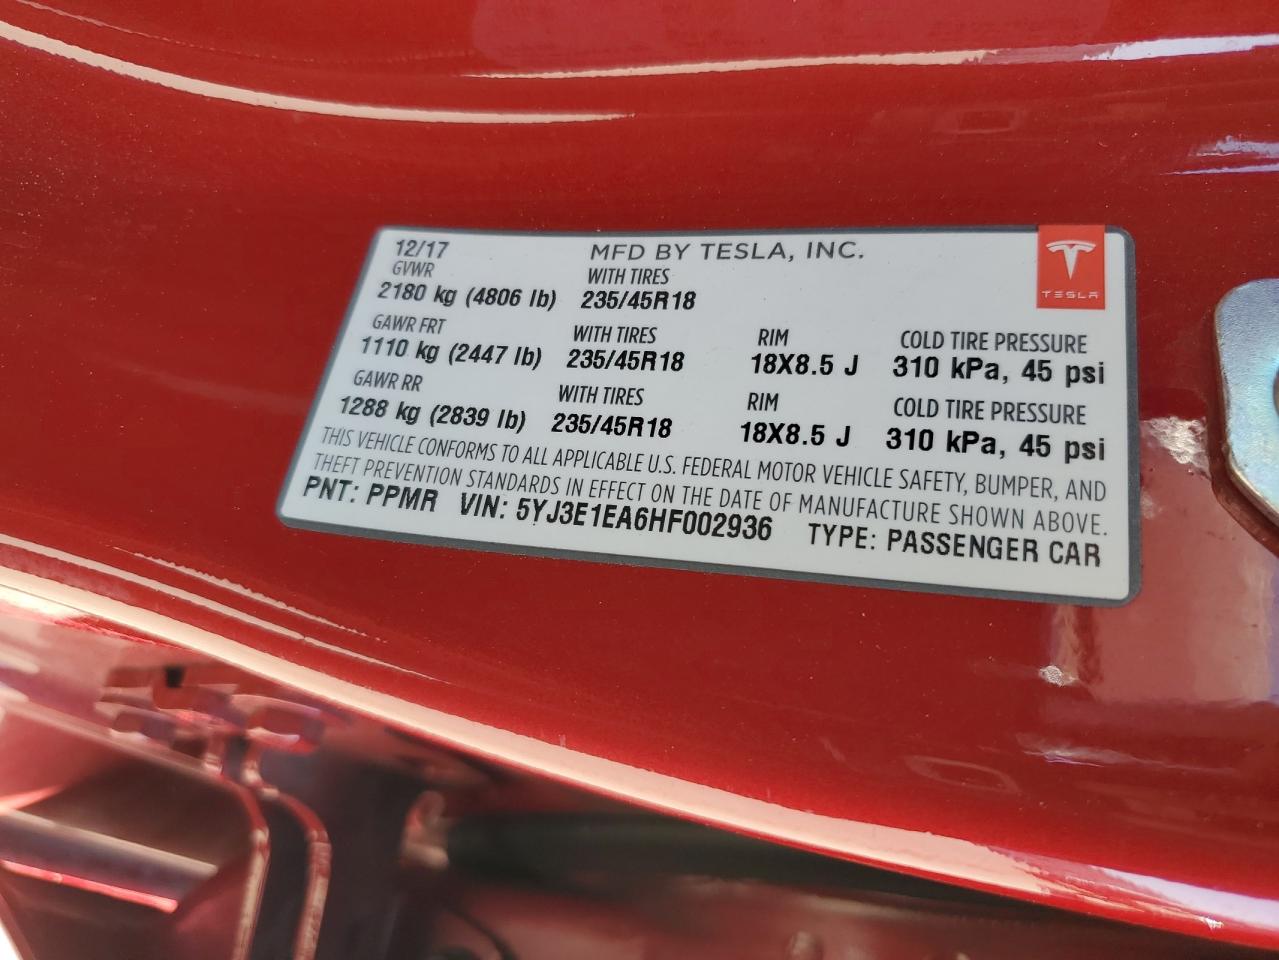 12/17 MFD BY TESLA, INC.
GVWR WITH TIRES
2180 kg (4806 lb) 235/45R18
TESLA
GAWR FRT WITH TIRES RIM COLD TIRE PRESSURE
1110 kg (2447 lb) 235/45R18 18X8.5 J 310 kPa, 45 psi
GAWR RR WITH TIRES RIM COLD TIRE PRESSURE
1288 kg (2839 lb) 235/45R18 18X8.5 J 310 kPa, 45 psi
THIS VEHICLE CONFORMS TO ALL APPLICABLE U.S. FEDERAL MOTOR VEHICLE SAFETY, BUMPER, AND
THEFT PREVENTION STANDARDS IN EFFECT ON THE DATE OF MANUFACTURE SHOWN ABOVE.
PNT: PPMR VIN: 5YJ3E1EA6HF002936 TYPE: PASSENGER CAR